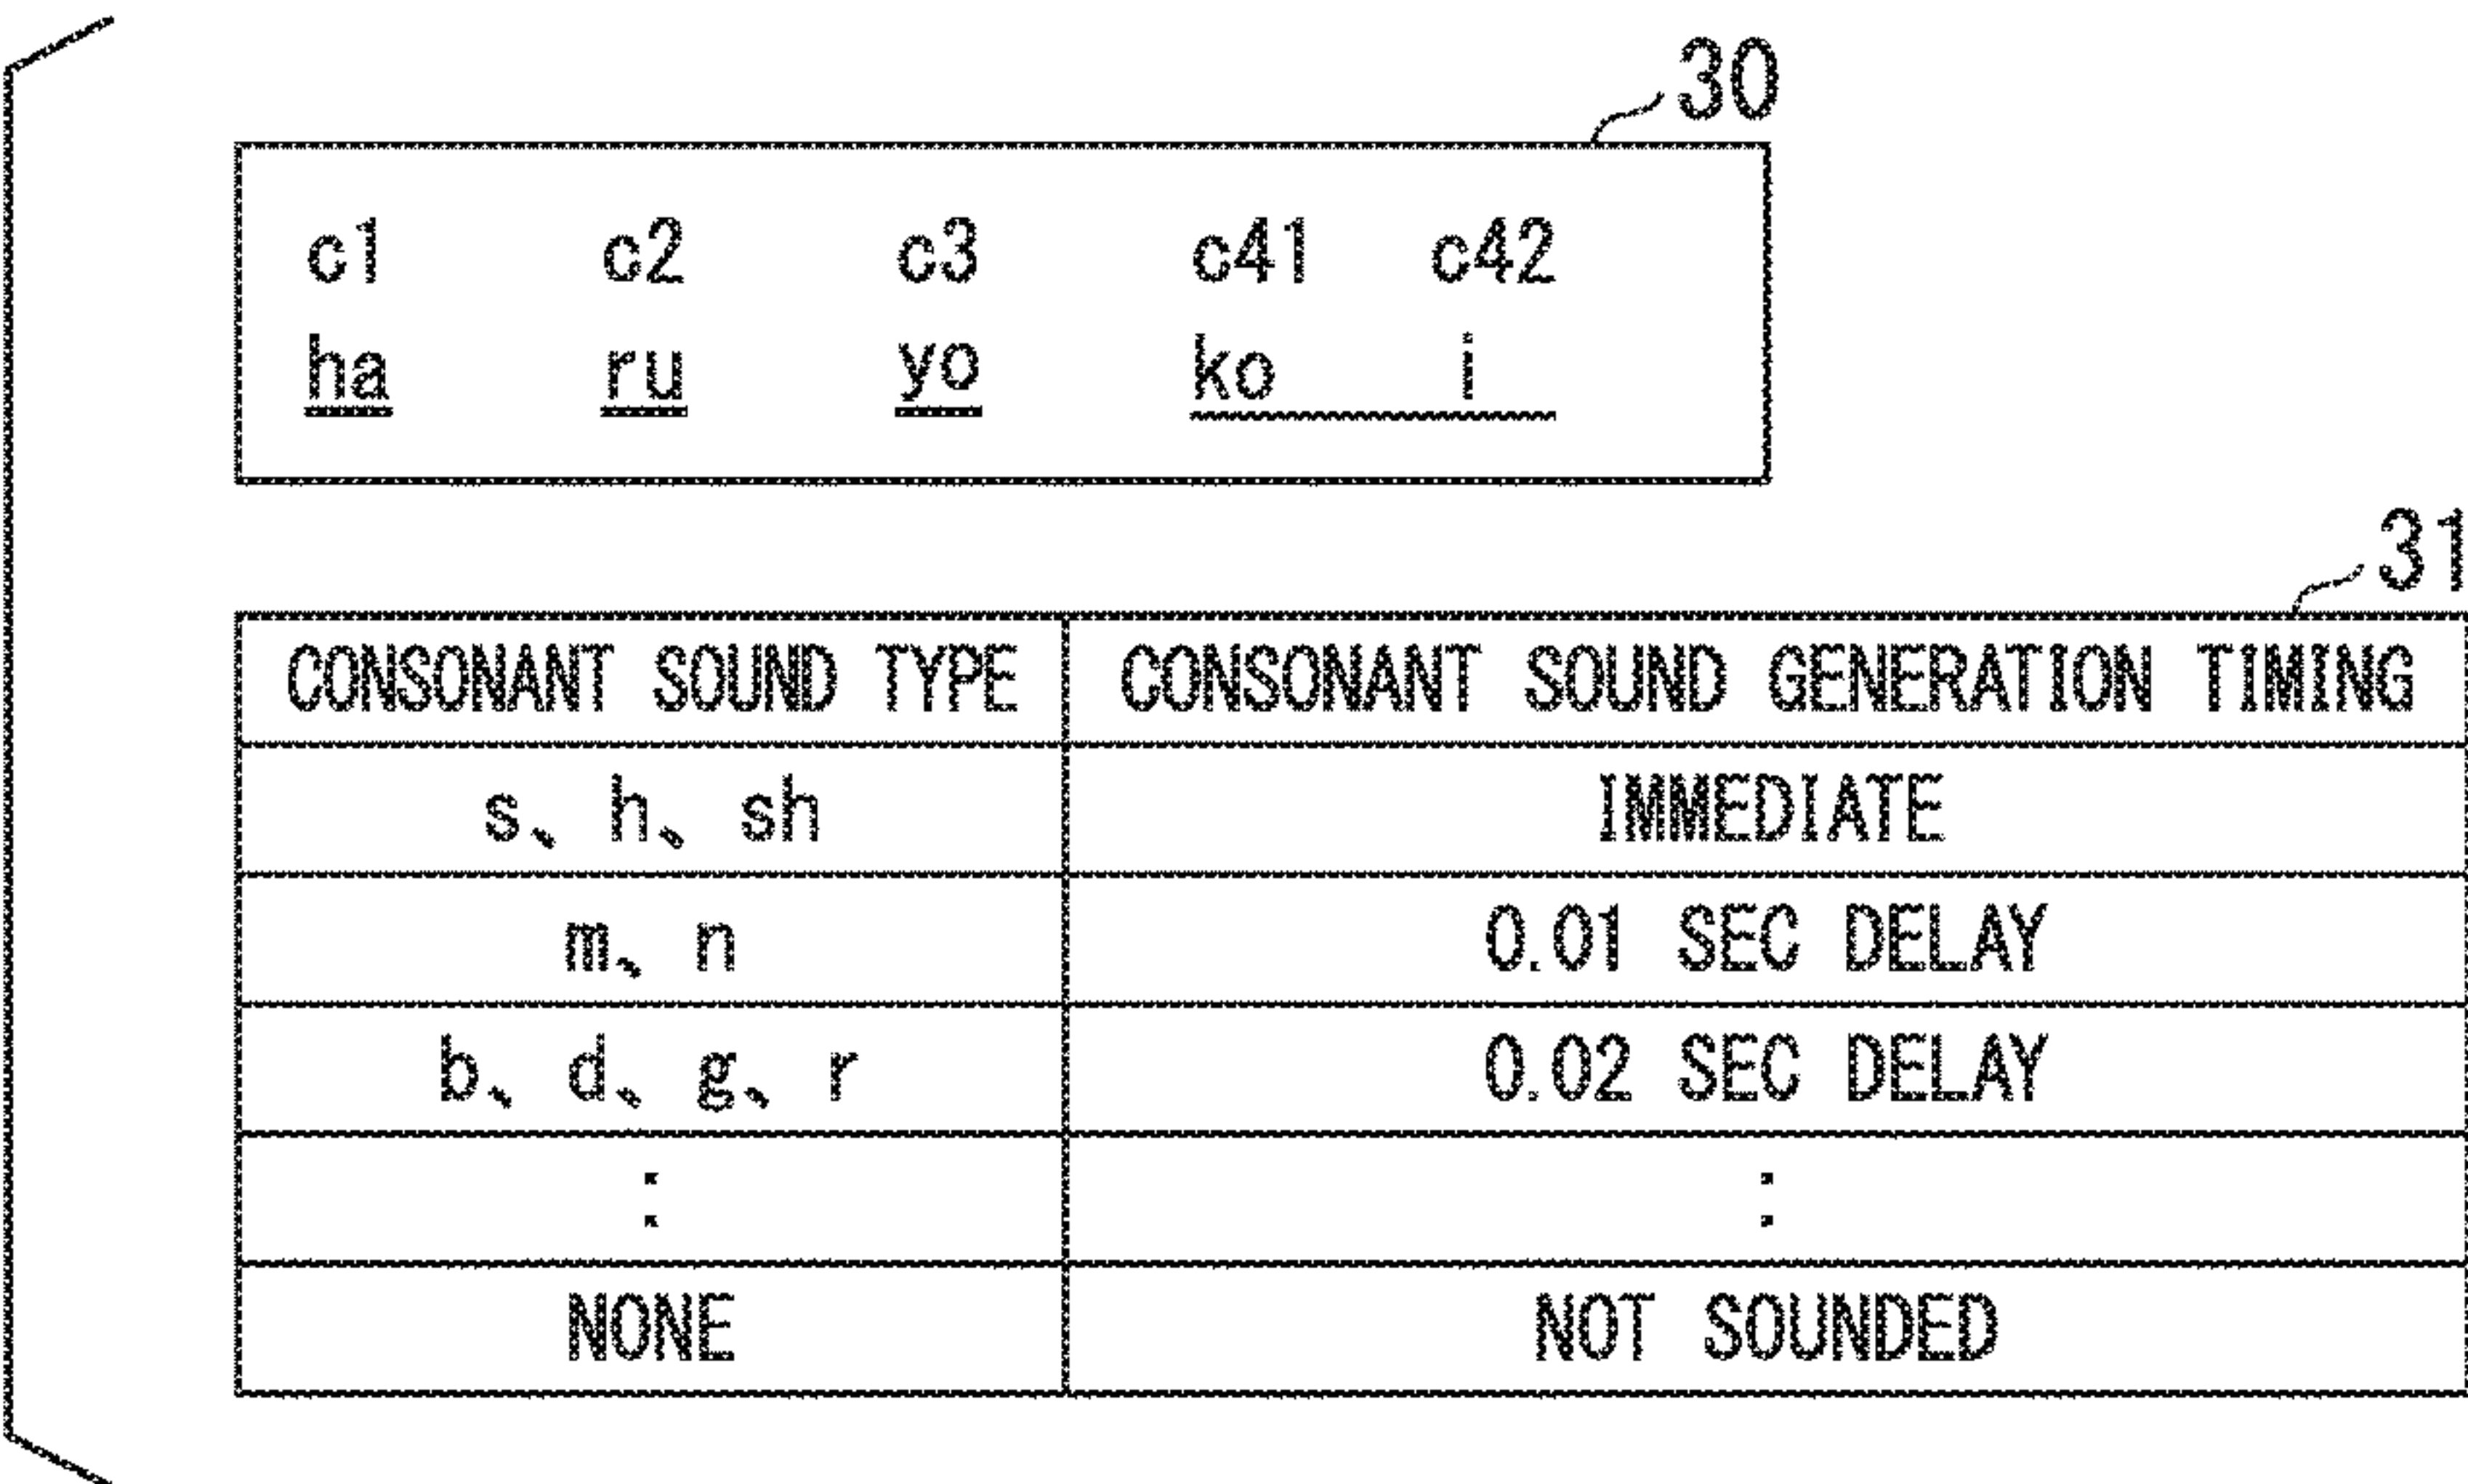 30
c1 c2 c3 c41 c42
ha ru yo ko i
31
CONSONANT SOUND TYPE CONSONANT SOUND GENERATION TIMING
s、h、sh IMMEDIATE
m、n 0.01 SEC DELAY
b、d、g、r 0.02 SEC DELAY
: :
NONE NOT SOUNDED